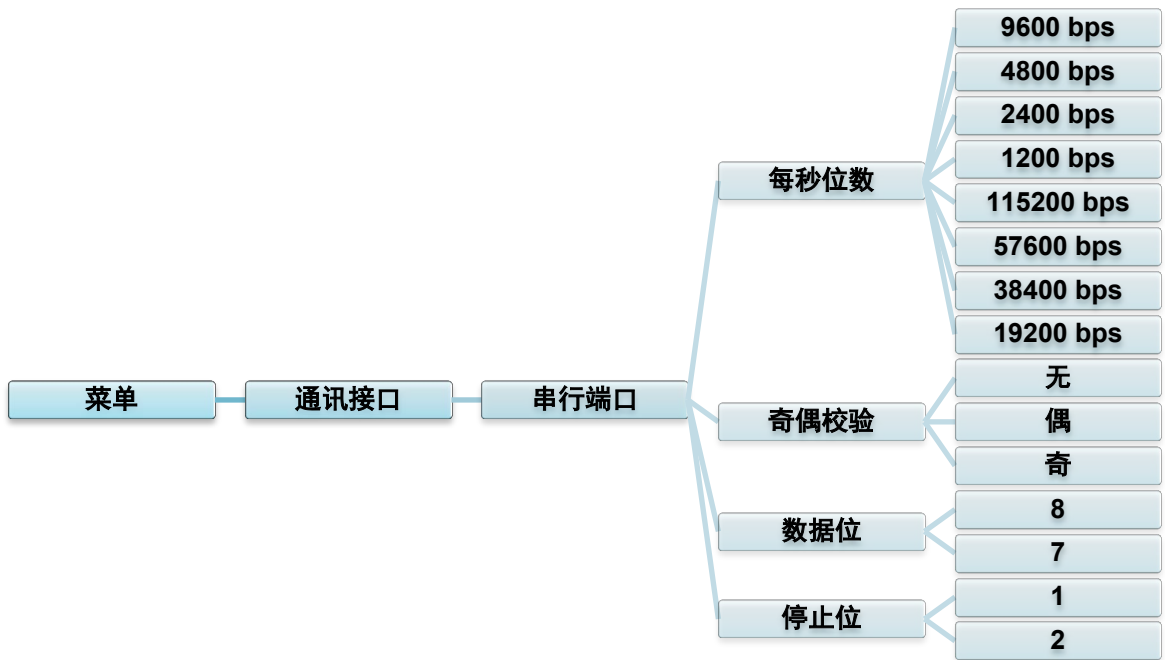 菜单
通讯接口
串行端口
每秒位数
9600 bps
4800 bps
2400 bps
1200 bps
115200 bps
57600 bps
38400 bps
19200 bps
奇偶校验
无
偶
奇
数据位
8
7
停止位
1
2